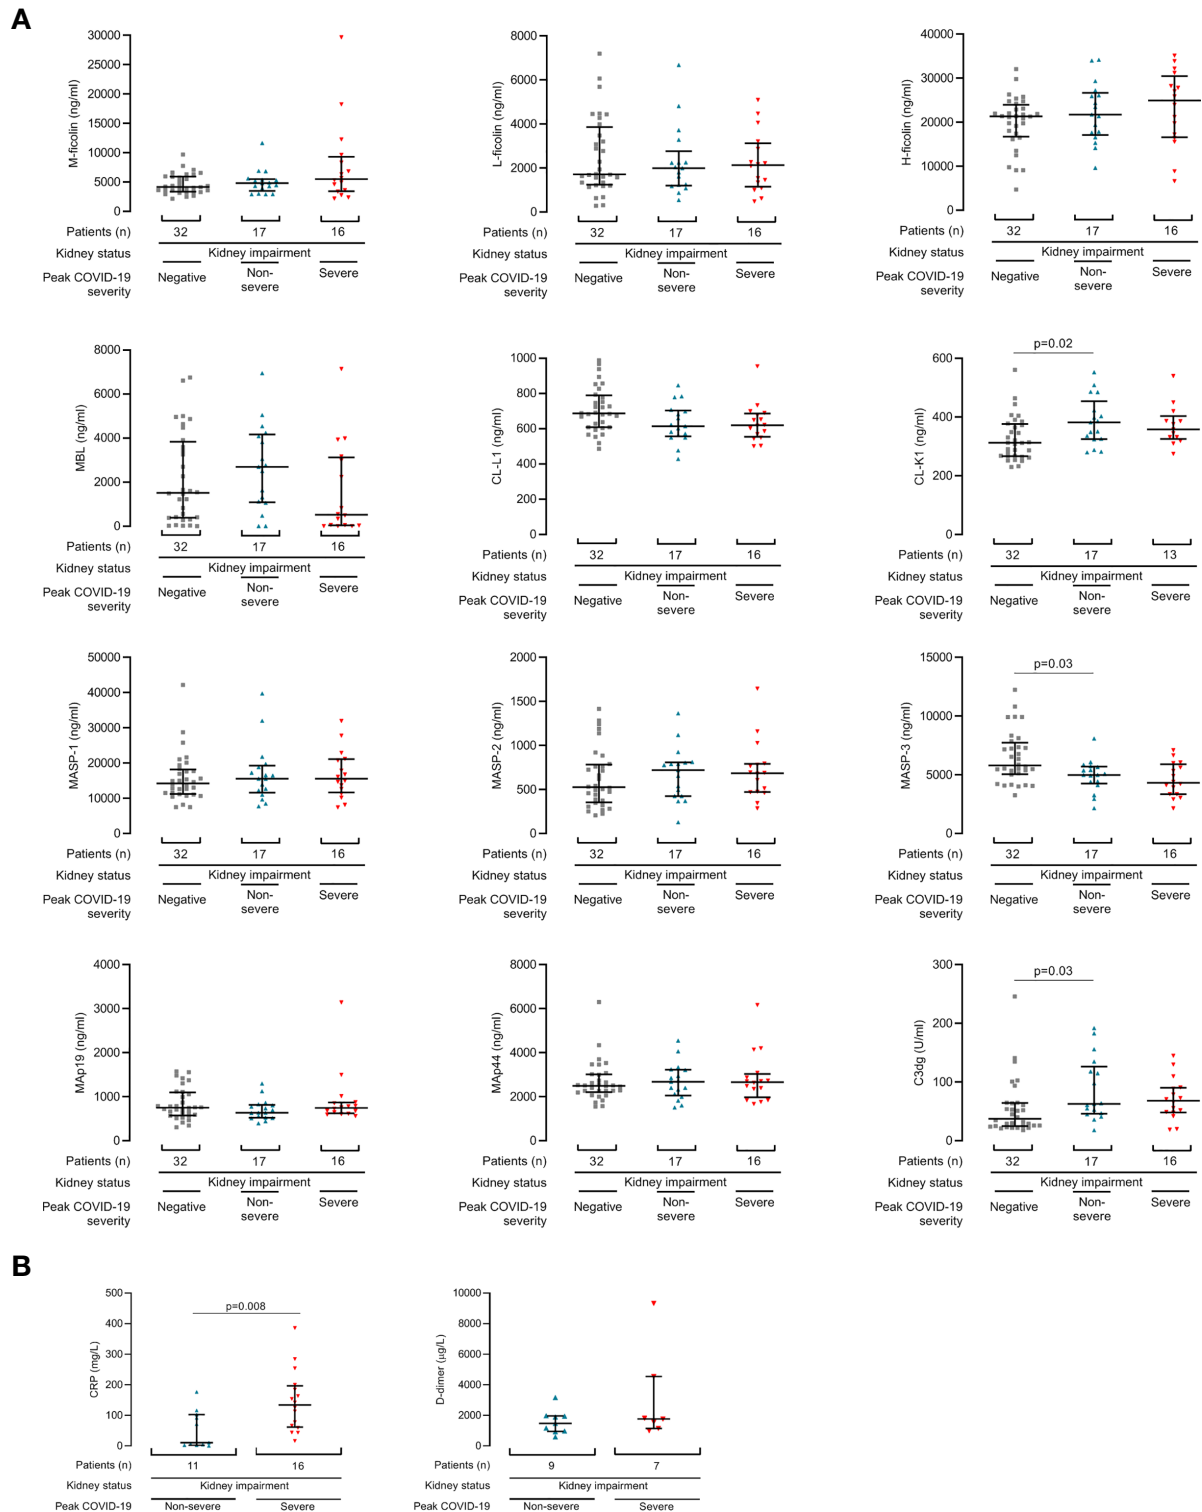 A
M-ficolin (ng/ml)
30000
25000
20000
15000
10000
5000
0
Patients (n) 32 17 16
Kidney status Kidney impairment
Peak COVID-19 severity Negative Non-severe Severe
L-ficolin (ng/ml)
8000
6000
4000
2000
0
Patients (n) 32 17 16
Kidney status Kidney impairment
Peak COVID-19 severity Negative Non-severe Severe
H-ficolin (ng/ml)
40000
30000
20000
10000
0
Patients (n) 32 17 16
Kidney status Kidney impairment
Peak COVID-19 severity Negative Non-severe Severe
MBL (ng/ml)
8000
6000
4000
2000
0
Patients (n) 32 17 16
Kidney status Kidney impairment
Peak COVID-19 severity Negative Non-severe Severe
CL-L1 (ng/ml)
1000
800
600
400
200
0
Patients (n) 32 17 16
Kidney status Kidney impairment
Peak COVID-19 severity Negative Non-severe Severe
CL-K1 (ng/ml)
p=0.02
600
400
200
0
Patients (n) 32 17 13
Kidney status Kidney impairment
Peak COVID-19 severity Negative Non-severe Severe
MASP-1 (ng/ml)
50000
40000
30000
20000
10000
0
Patients (n) 32 17 16
Kidney status Kidney impairment
Peak COVID-19 severity Negative Non-severe Severe
MASP-2 (ng/ml)
2000
1500
1000
500
0
Patients (n) 32 17 16
Kidney status Kidney impairment
Peak COVID-19 severity Negative Non-severe Severe
MASP-3 (ng/ml)
p=0.03
15000
10000
5000
0
Patients (n) 32 17 16
Kidney status Kidney impairment
Peak COVID-19 severity Negative Non-severe Severe
MAp19 (ng/ml)
4000
3000
2000
1000
0
Patients (n) 32 17 16
Kidney status Kidney impairment
Peak COVID-19 severity Negative Non-severe Severe
MAp44 (ng/ml)
8000
6000
4000
2000
0
Patients (n) 32 17 16
Kidney status Kidney impairment
Peak COVID-19 severity Negative Non-severe Severe
C3dg (U/ml)
p=0.03
300
200
100
0
Patients (n) 32 17 16
Kidney status Kidney impairment
Peak COVID-19 severity Negative Non-severe Severe
B
CRP (mg/L)
p=0.008
500
400
300
200
100
0
Patients (n) 11 16
Kidney status Kidney impairment
Peak COVID-19 Non-severe Severe
D-dimer (µg/L)
10000
8000
6000
4000
2000
0
Patients (n) 9 7
Kidney status Kidney impairment
Peak COVID-19 Non-severe Severe